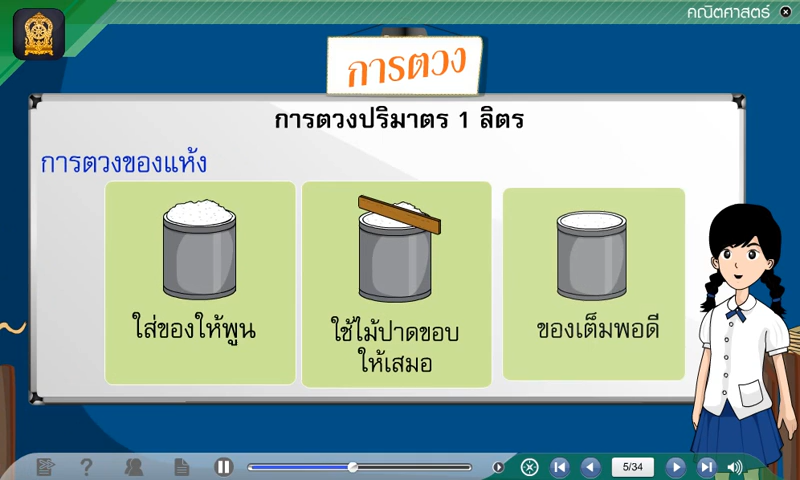 คณิตศาสตร์
การตวง
การตวงปริมาตร 1 ลิตร
การตวงของแห้ง
ใส่ของให้พูน
ใช้ไม้ปาดขอบ
ให้เสมอ
ของเต็มพอดี
5/34